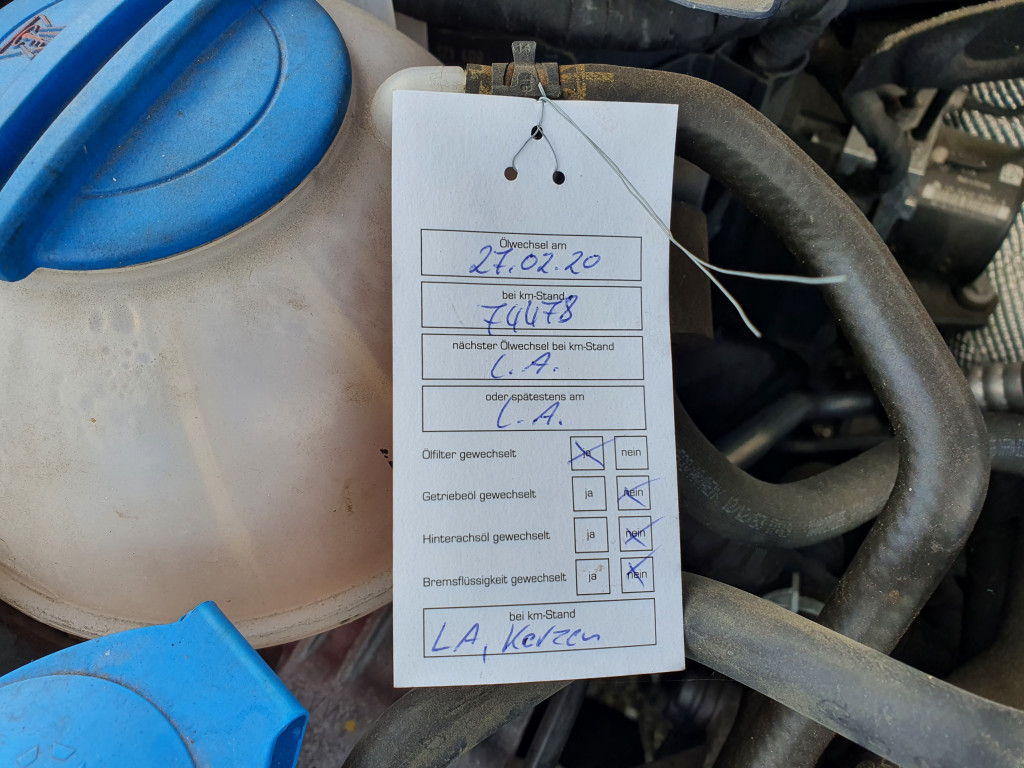 Ölwechsel am
27.02.20
bei km-Stand
74478
nächster Ölwechsel bei km-Stand
L.A.
oder spätestens am
L.A.
Ölfilter gewechselt ja nein
Getriebeöl gewechselt ja nein
Hinterachsöl gewechselt ja nein
Bremsflüssigkeit gewechselt ja nein
bei km-Stand
LA, Kerzen